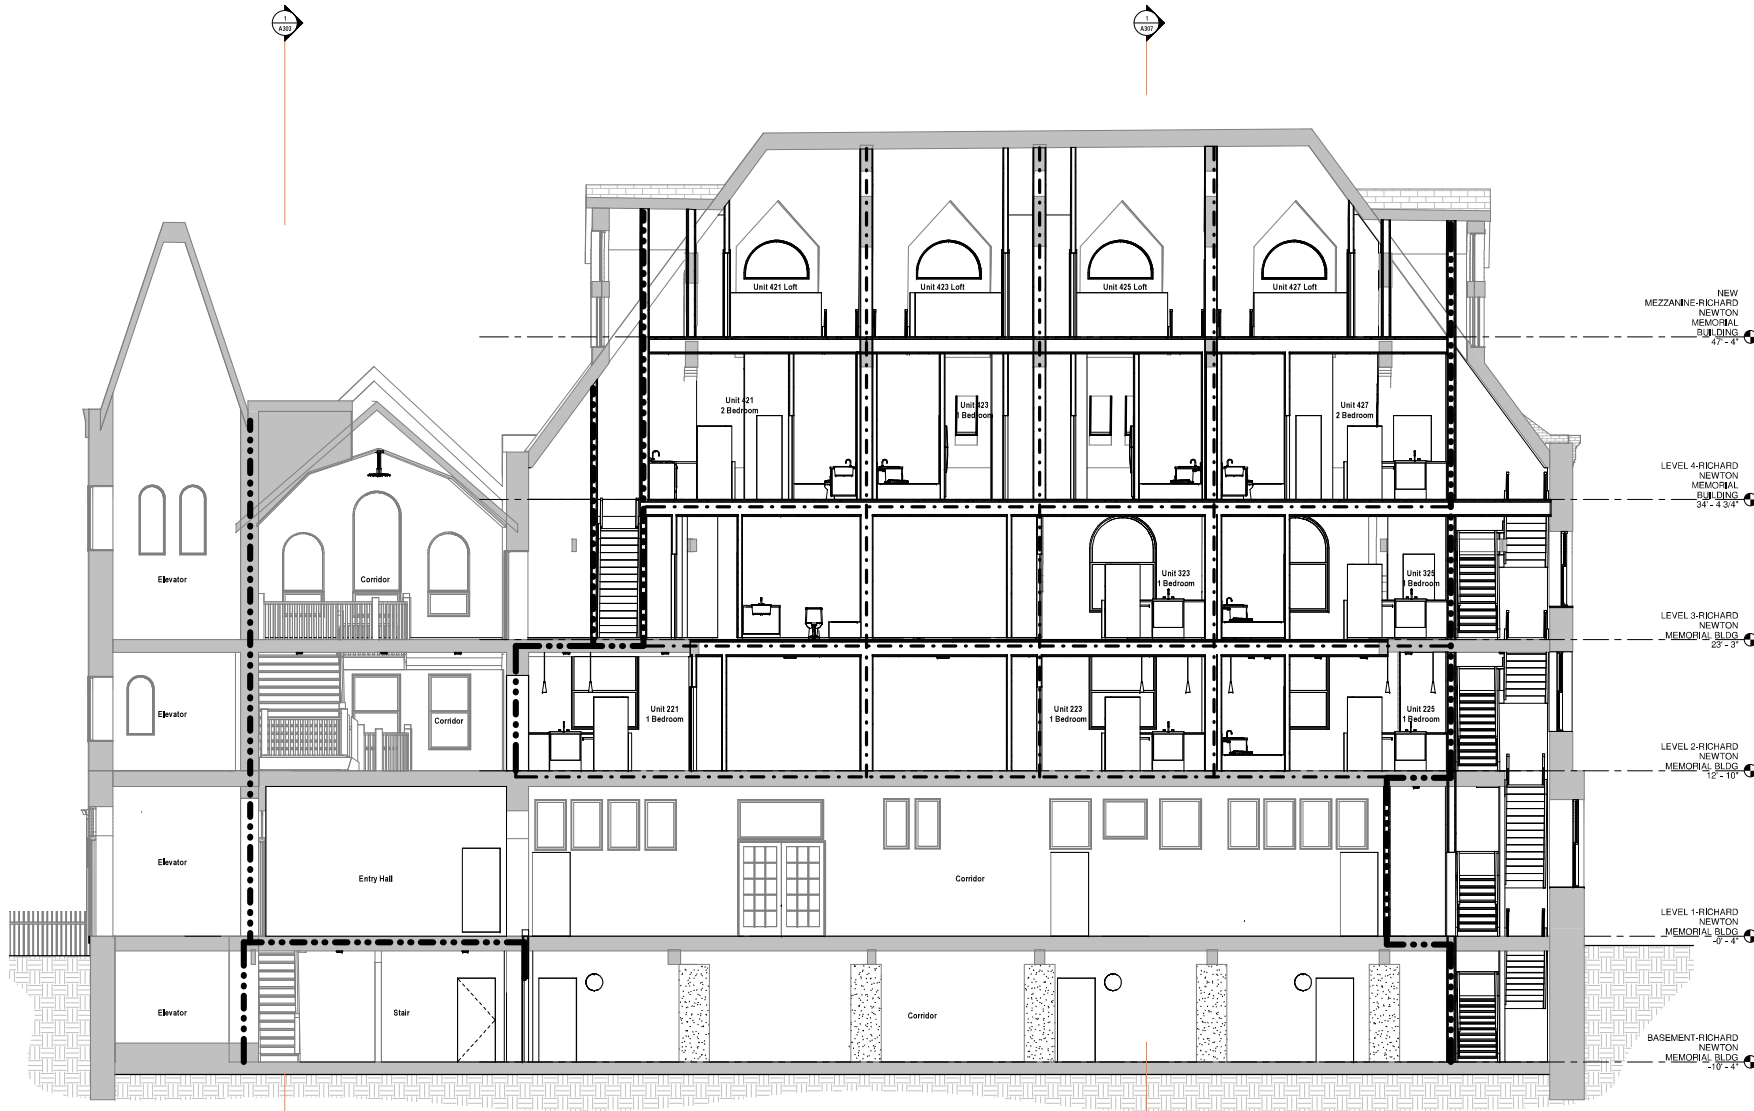 1
A303
1
A307
Unit 421 Loft
Unit 423 Loft
Unit 425 Loft
Unit 427 Loft
NEW
MEZZANINE-RICHARD
NEWTON
MEMORIAL
BUILDING
47' - 4"
Unit 421
2 Bedroom
Unit 423
1 Bedroom
Unit 427
2 Bedroom
LEVEL 4-RICHARD
NEWTON
MEMORIAL
BUILDING
34' - 4 3/4"
Elevator
Corridor
Unit 323
1 Bedroom
Unit 325
1 Bedroom
LEVEL 3-RICHARD
NEWTON
MEMORIAL BLDG
23' - 3"
Elevator
Corridor
Unit 221
1 Bedroom
Unit 223
1 Bedroom
Unit 225
1 Bedroom
LEVEL 2-RICHARD
NEWTON
MEMORIAL BLDG
12' - 10"
Elevator
Entry Hall
Corridor
LEVEL 1-RICHARD
NEWTON
MEMORIAL BLDG
-0' - 4"
Elevator
Stair
Corridor
BASEMENT-RICHARD
NEWTON
MEMORIAL BLDG
-10' - 4"